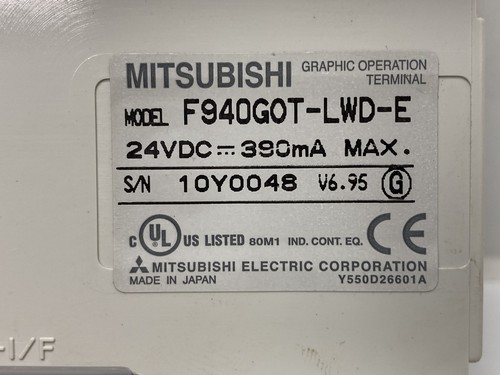 MITSUBISHI GRAPHIC OPERATION TERMINAL
MODEL F940GOT-LWD-E
24VDC⎓390mA MAX.
S/N 10Y0048 V6.95 G
C UL US LISTED 80M1 IND. CONT. EQ. CE
MITSUBISHI ELECTRIC CORPORATION
MADE IN JAPAN Y550D26601A
-I/F